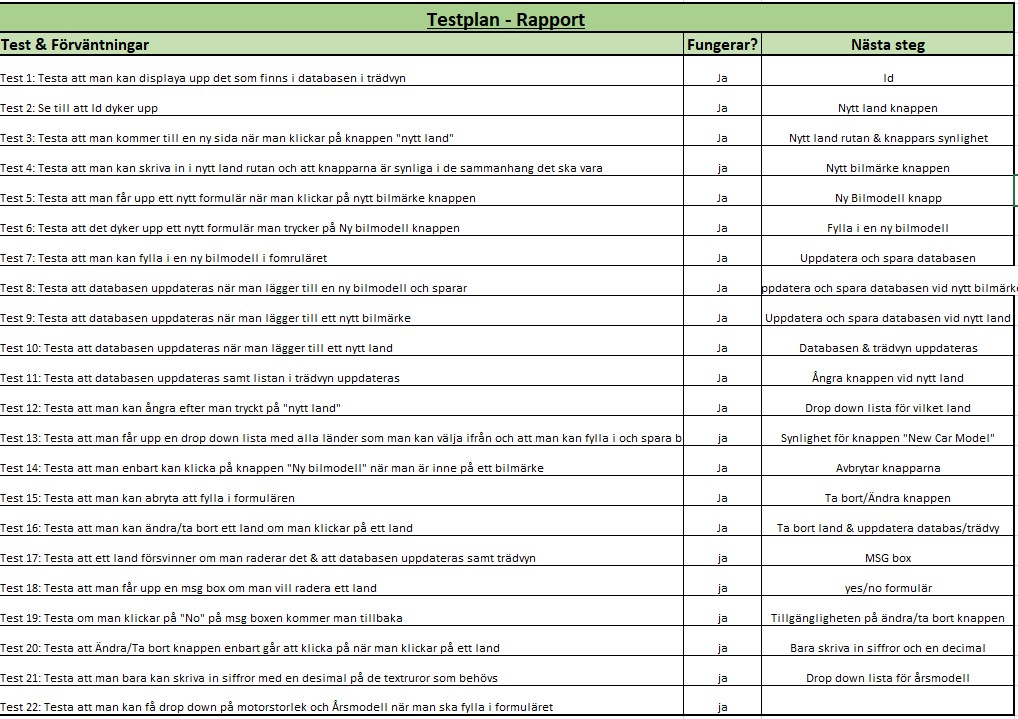 Testplan - Rapport
Test & Förväntningar Fungerar? Nästa steg
Test 1: Testa att man kan displaya upp det som finns i databasen i trädvyn Ja Id
Test 2: Se till att Id dyker upp Ja Nytt land knappen
Test 3: Testa att man kommer till en ny sida när man klickar på knappen "nytt land" Ja Nytt land rutan & knappars synlighet
Test 4: Testa att man kan skriva in i nytt land rutan och att knapparna är synliga i de sammanhang det ska vara ja Nytt bilmärke knappen
Test 5: Testa att man får upp ett nytt formulär när man klickar på nytt bilmärke knappen Ja Ny Bilmodell knapp
Test 6: Testa att det dyker upp ett nytt formulär man trycker på Ny bilmodell knappen Ja Fylla i en ny bilmodell
Test 7: Testa att man kan fylla i en ny bilmodell i fomruläret Ja Uppdatera och spara databasen
Test 8: Testa att databasen uppdateras när man lägger till en ny bilmodell och sparar Ja ppdatera och spara databasen vid nytt bilmärke
Test 9: Testa att databasen uppdateras när man lägger till ett nytt bilmärke Ja Uppdatera och spara databasen vid nytt land
Test 10: Testa att databasen uppdateras när man lägger till ett nytt land Ja Databasen & trädvyn uppdateras
Test 11: Testa att databasen uppdateras samt listan i trädvyn uppdateras Ja Ångra knappen vid nytt land
Test 12: Testa att man kan ångra efter man tryckt på "nytt land" Ja Drop down lista för vilket land
Test 13: Testa att man får upp en drop down lista med alla länder som man kan välja ifrån och att man kan fylla i och spara b ja Synlighet för knappen "New Car Model"
Test 14: Testa att man enbart kan klicka på knappen "Ny bilmodell" när man är inne på ett bilmärke Ja Avbrytar knapparna
Test 15: Testa att man kan abryta att fylla i formulären Ja Ta bort/Ändra knappen
Test 16: Testa att man kan ändra/ta bort ett land om man klickar på ett land Ja Ta bort land & uppdatera databas/trädvy
Test 17: Testa att ett land försvinner om man raderar det & att databasen uppdateras samt trädvyn ja MSG box
Test 18: Testa att man får upp en msg box om man vill radera ett land ja yes/no formulär
Test 19: Testa om man klickar på "No" på msg boxen kommer man tillbaka ja Tillgängligheten på ändra/ta bort knappen
Test 20: Testa att Ändra/Ta bort knappen enbart går att klicka på när man klickar på ett land ja Bara skriva in siffror och en decimal
Test 21: Testa att man bara kan skriva in siffror med en desimal på de textruror som behövs ja Drop down lista för årsmodell
Test 22: Testa att man kan få drop down på motorstorlek och Årsmodell när man ska fylla i formuläret ja